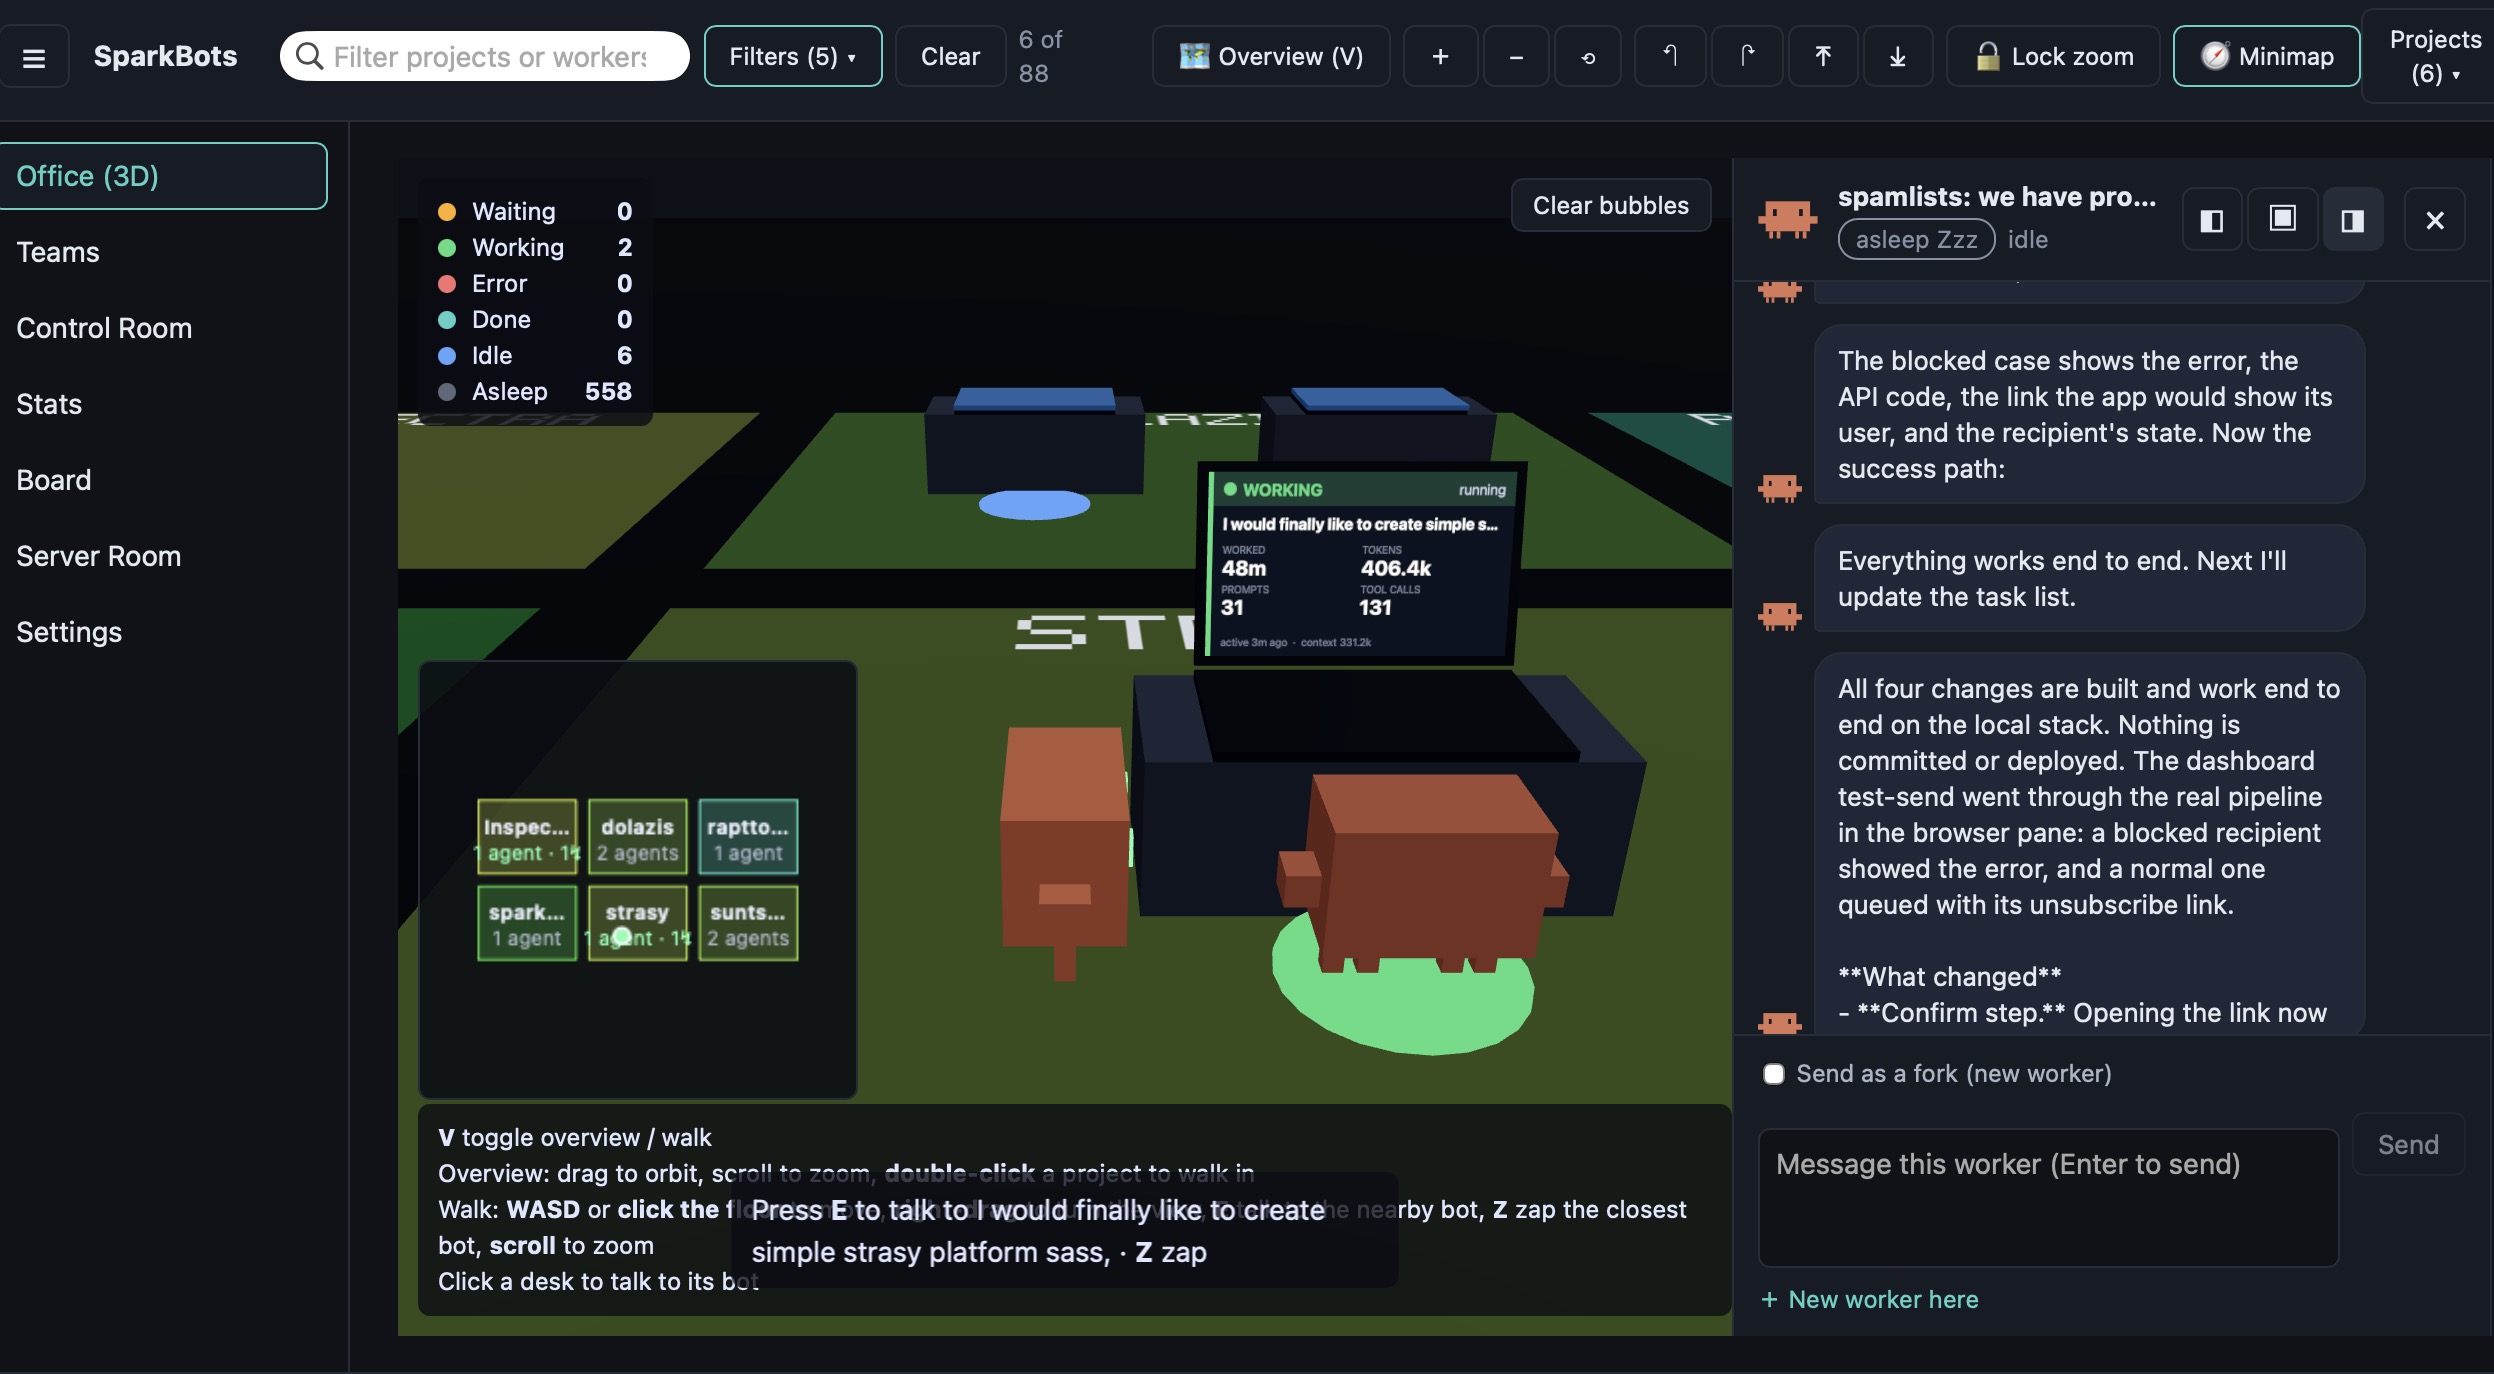 SparkBots
Filter projects or workers
Filters (5) ▾
Clear
6 of
88
Overview (V)
+
−
Lock zoom
Minimap
Projects
(6) ▾
Office (3D)
Teams
Control Room
Stats
Board
Server Room
Settings
Waiting 0
Working 2
Error 0
Done 0
Idle 6
Asleep 558
Clear bubbles
WORKING running
I would finally like to create simple s...
WORKED TOKENS
48m 406.4k
PROMPTS TOOL CALLS
31 131
active 3m ago · context 331.2k
Inspec... dolazis raptto...
1 agent · 2 agents 1 agent
spark... strasy sunts...
1 agent 1 agent · 2 agents
V toggle overview / walk
Overview: drag to orbit, scroll to zoom, double-click a project to walk in
Walk: WASD or click the nearby bot, Z zap the closest
bot, scroll to zoom
Click a desk to talk to its bot
Press E to talk to I would finally like to create
simple strasy platform sass, · Z zap
spamlists: we have pro...
asleep Zzz idle
The blocked case shows the error, the
API code, the link the app would show its
user, and the recipient's state. Now the
success path:
Everything works end to end. Next I'll
update the task list.
All four changes are built and work end to
end on the local stack. Nothing is
committed or deployed. The dashboard
test-send went through the real pipeline
in the browser pane: a blocked recipient
showed the error, and a normal one
queued with its unsubscribe link.
**What changed**
- **Confirm step.** Opening the link now
Send as a fork (new worker)
Message this worker (Enter to send)
Send
+ New worker here